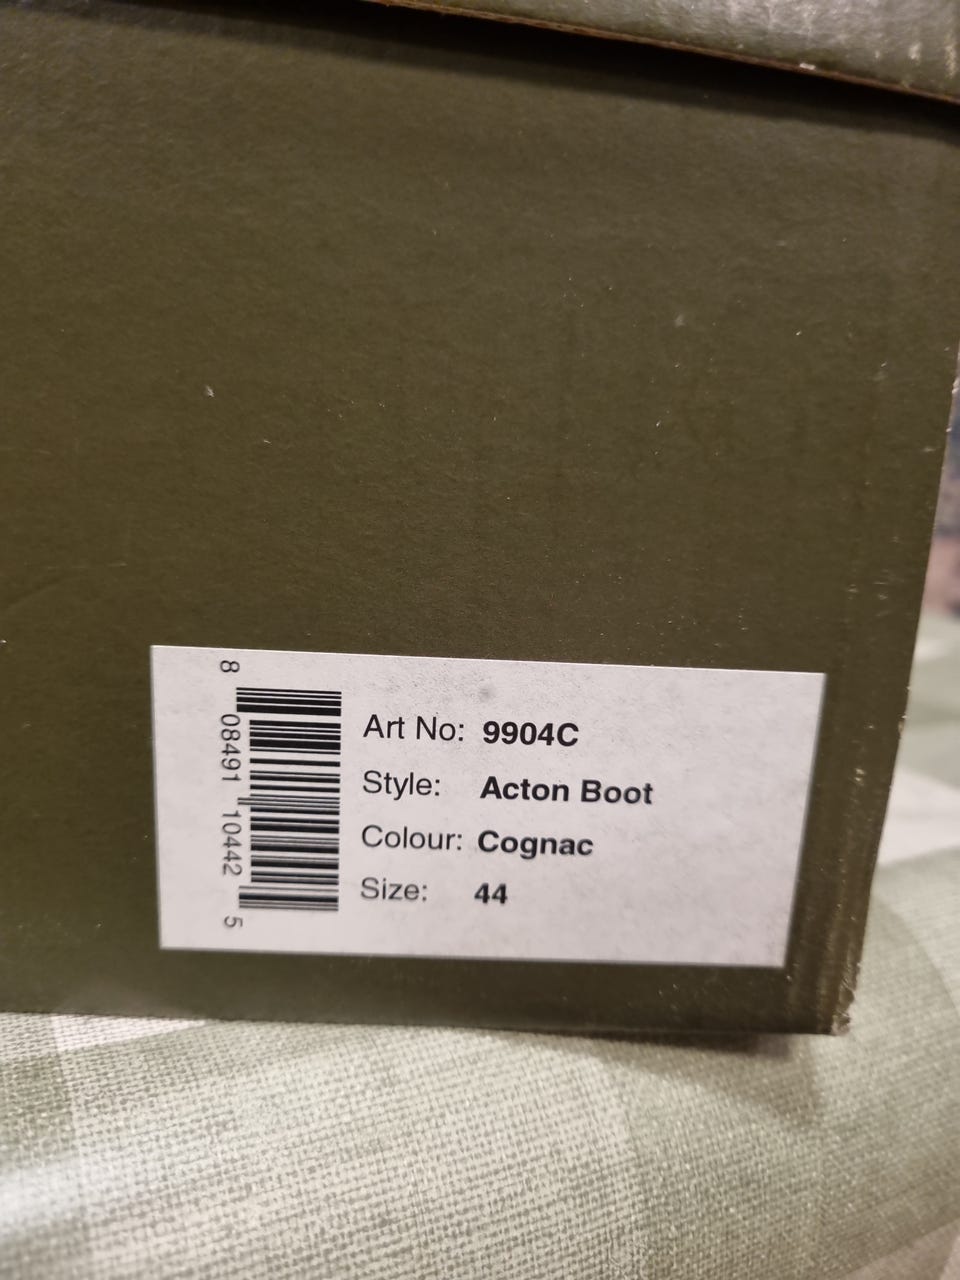 8 08491 10442 5
Art No: 9904C
Style: Acton Boot
Colour: Cognac
Size: 44